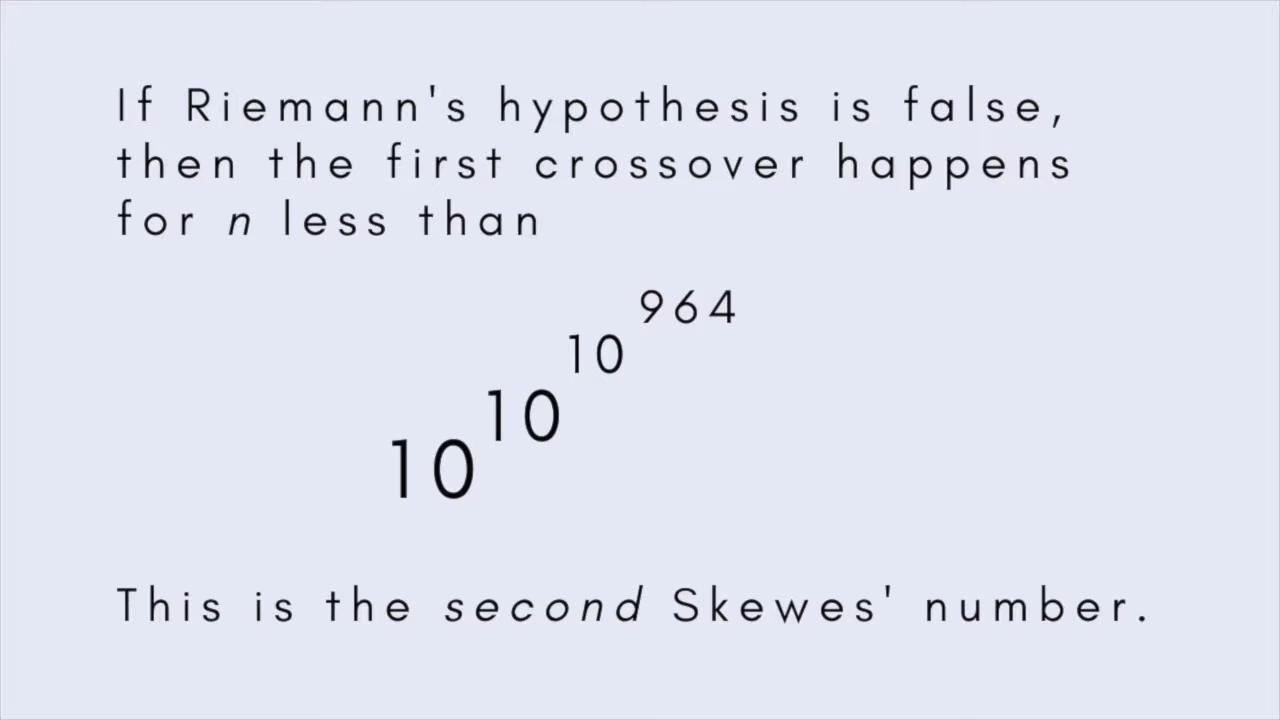 If Riemann's hypothesis is false,
then the first crossover happens
for n less than
964
10
10
10
This is the second Skewes' number.